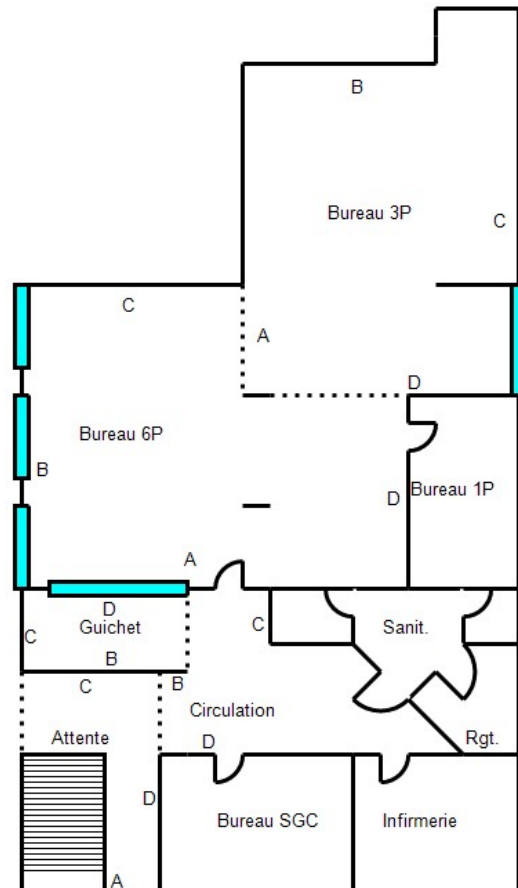 B
Bureau 3P
C
C
A
D
Bureau 6P
B
Bureau 1P
D
A
D
Guichet
C
C
Sanit.
B
C
B
Circulation
Attente
D
Rgt.
D
Bureau SGC
Infirmerie
A